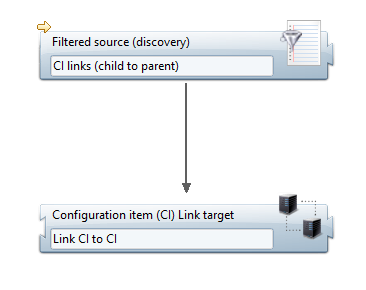 Filtered source (discovery)
CI links (child to parent)
Configuration item (CI) Link target
Link CI to CI